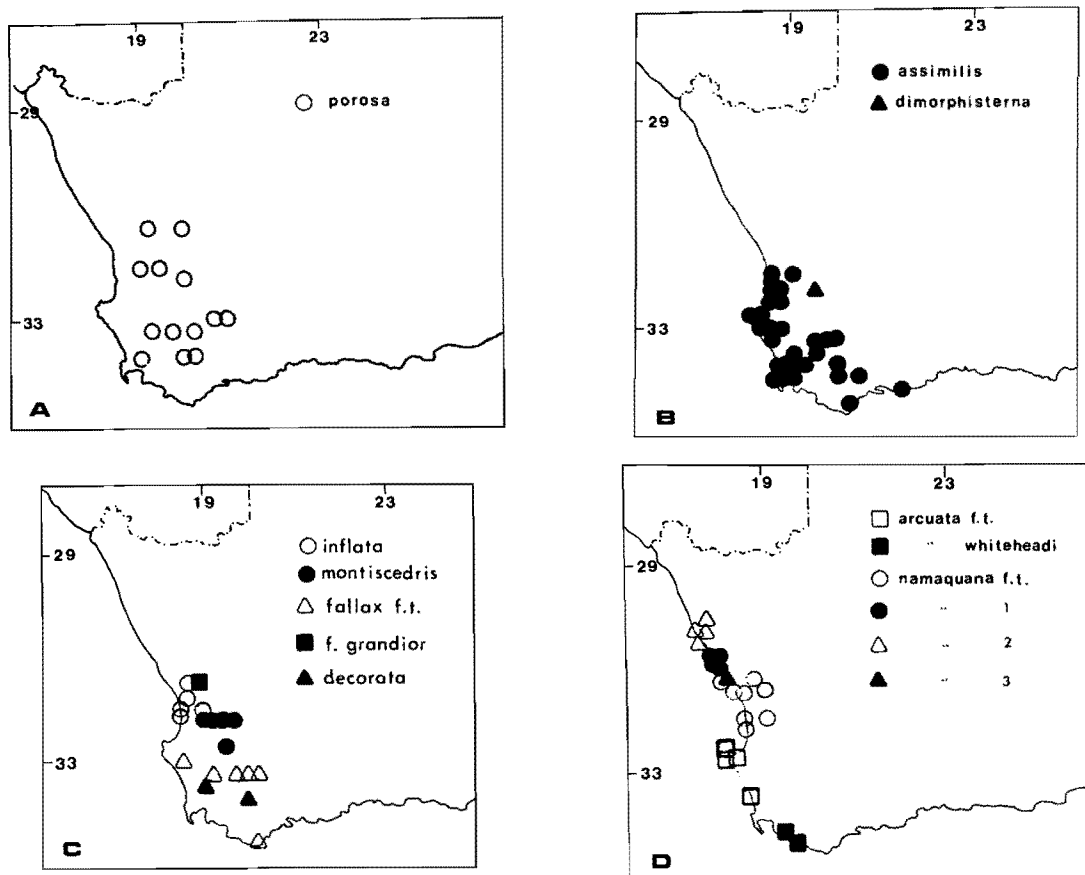 19 23
29
33
porosa
A
19
29
33
assimilis
dimorphisterna
B
19 23
29
33
inflata
montiscedris
fallax f.t.
f. grandior
decorata
C
19 23
29
33
arcuata f.t.
" whiteheadi
namaquana f.t.
" 1
" 2
" 3
D